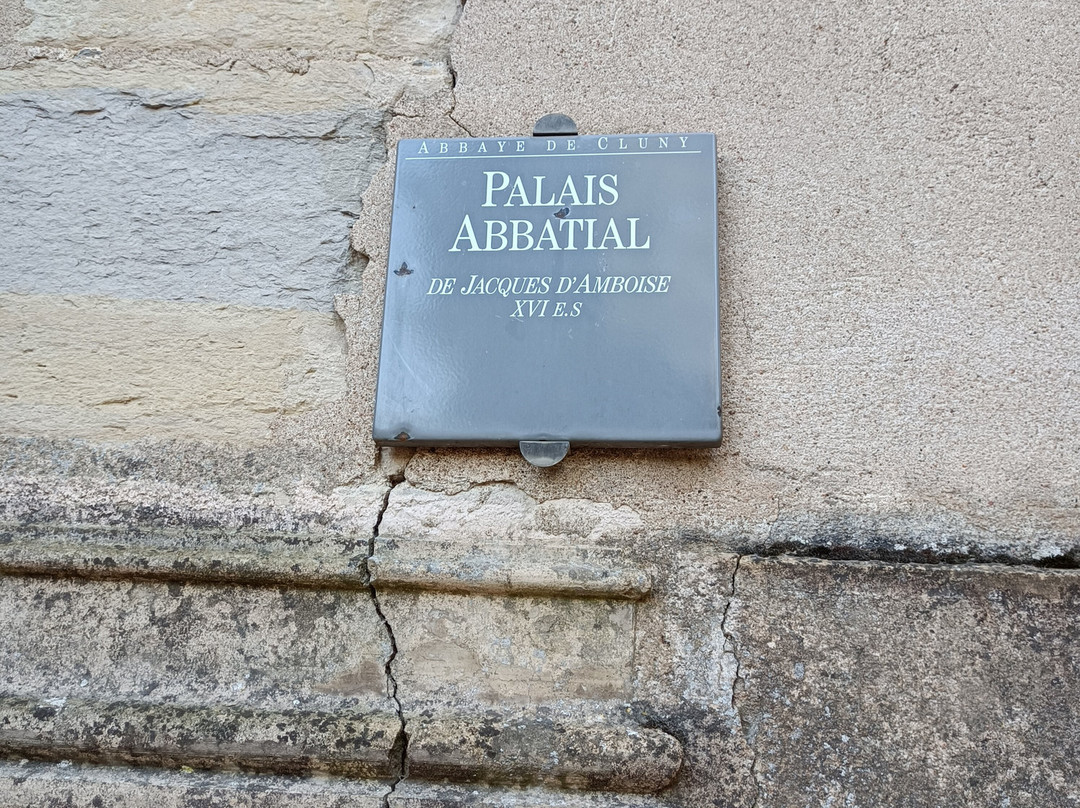 ABBAYE DE CLUNY
PALAIS
ABBATIAL
DE JACQUES D'AMBOISE
XVI E.S